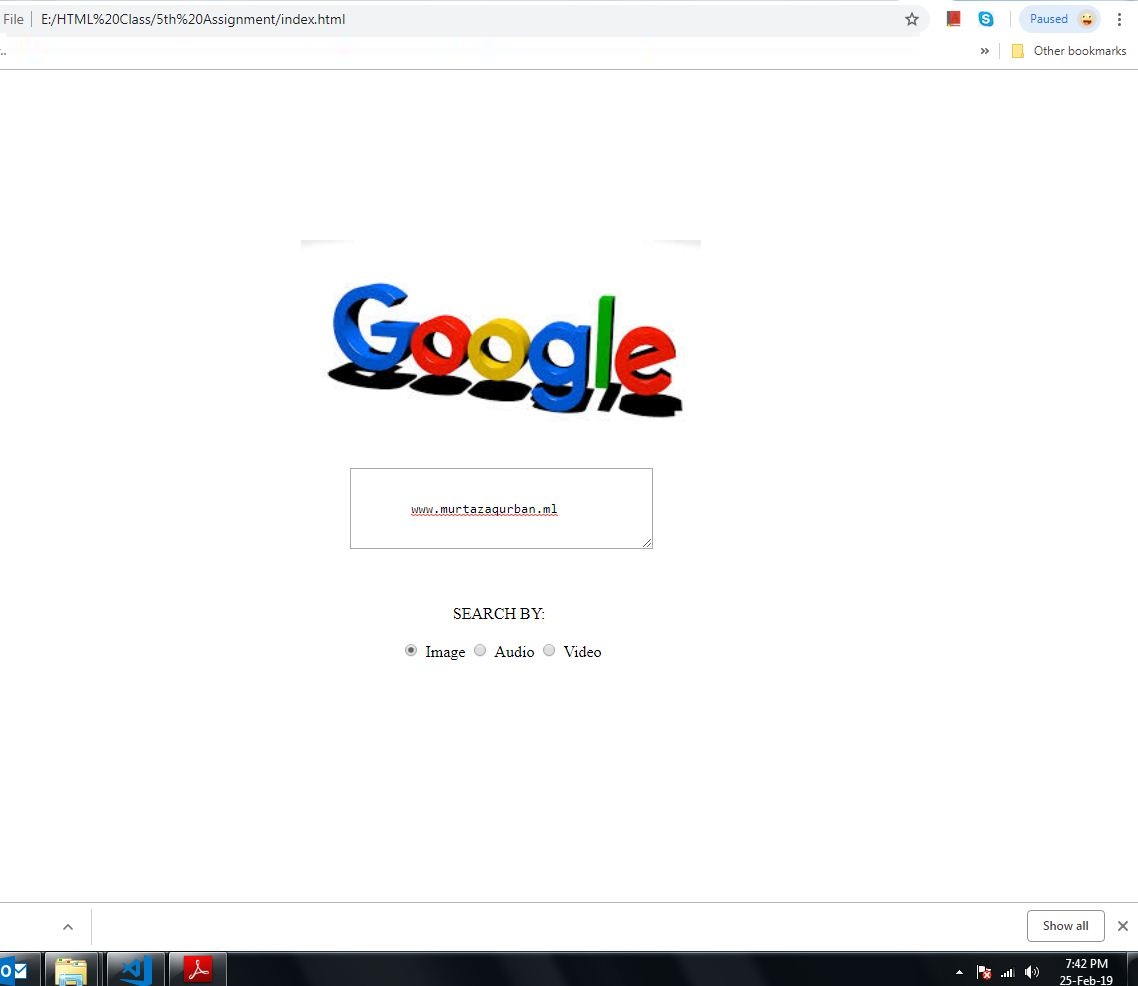 File E:/HTML%20Class/5th%20Assignment/index.html
Paused
Other bookmarks
Google
www.murtazaqurban.ml
SEARCH BY:
Image Audio Video
Show all
7:42 PM
25-Feb-19